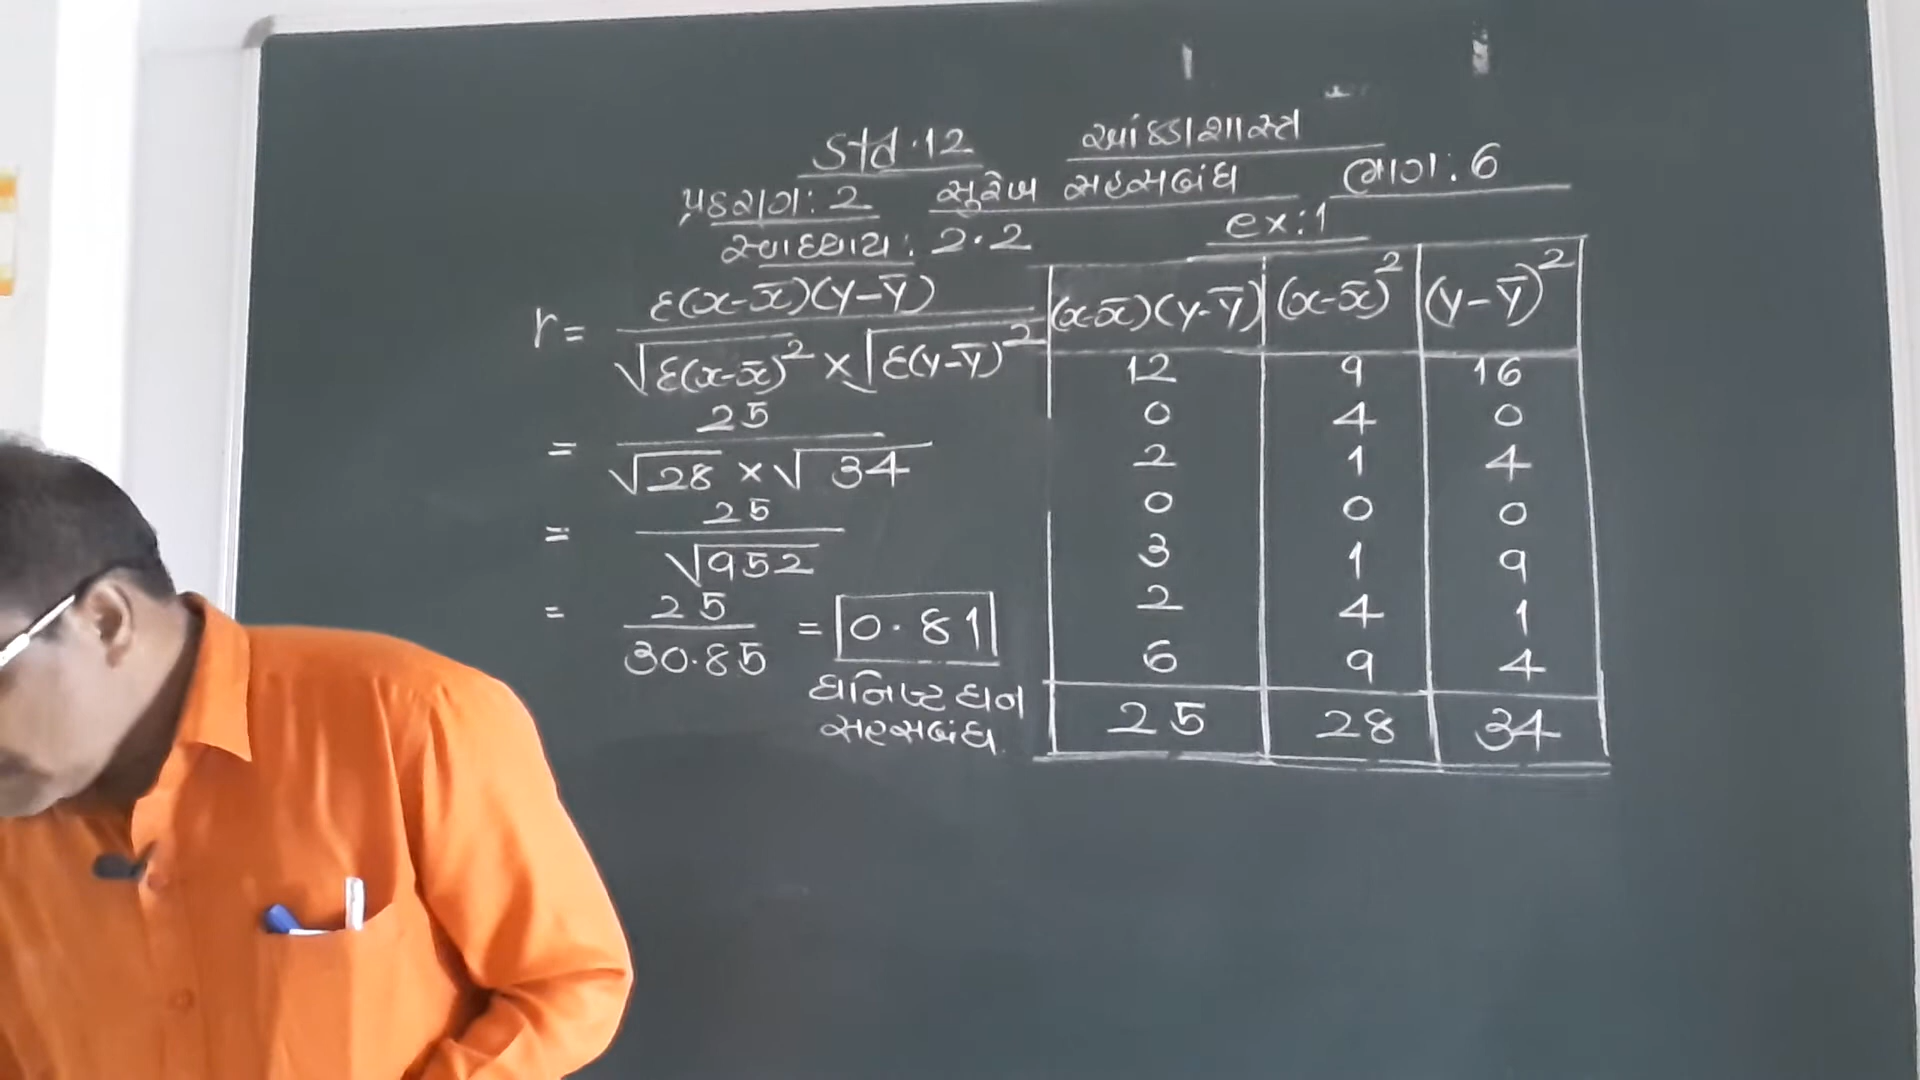 Std.12 આંકડાશાસ્ત્ર
પ્રકરણ: 2 સુરેખ સહસબંધ ભાગ: 6
સ્વાધ્યાય: 2.2 ex:1
r = Σ(x-x̄)(y-ȳ) / √Σ(x-x̄)² × √Σ(y-ȳ)²
= 25 / √28 × √34
= 25 / √952
= 25 / 30.85 = 0.81
ઘનિષ્ટ ધન
સહસબંધ.
(x-x̄)(y-ȳ) (x-x̄)² (y-ȳ)²
12 9 16
0 4 0
2 1 4
0 0 0
3 1 9
2 4 1
6 9 4
25 28 34